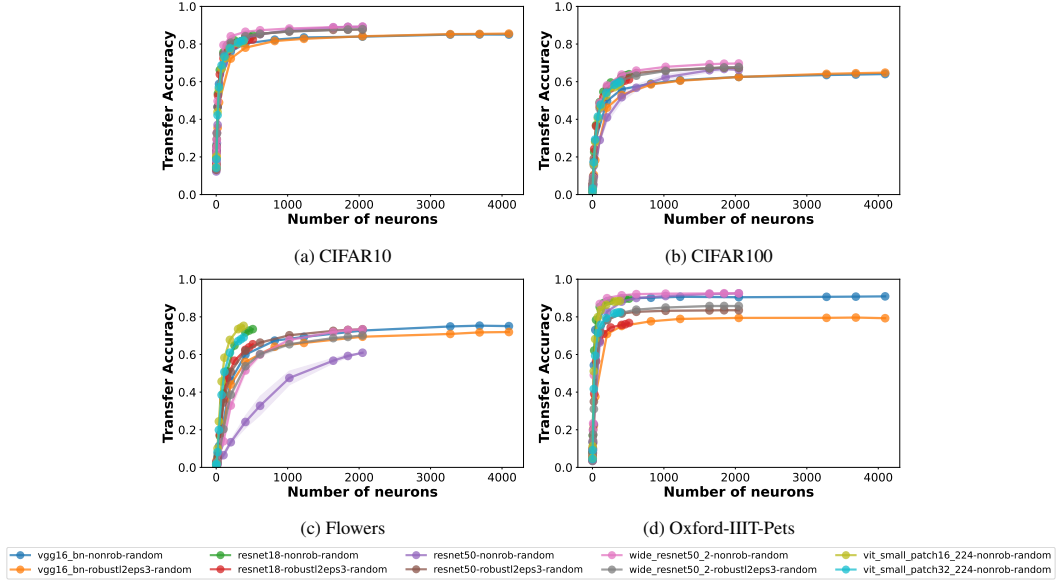 1.0
0.8
0.6
0.4
0.2
0.0
Transfer Accuracy
0 1000 2000 3000 4000
Number of neurons
(a) CIFAR10
1.0
0.8
0.6
0.4
0.2
0.0
Transfer Accuracy
0 1000 2000 3000 4000
Number of neurons
(b) CIFAR100
1.0
0.8
0.6
0.4
0.2
0.0
Transfer Accuracy
0 1000 2000 3000 4000
Number of neurons
(c) Flowers
1.0
0.8
0.6
0.4
0.2
0.0
Transfer Accuracy
0 1000 2000 3000 4000
Number of neurons
(d) Oxford-IIIT-Pets
vgg16_bn-nonrob-random resnet18-nonrob-random resnet50-nonrob-random wide_resnet50_2-nonrob-random vit_small_patch16_224-nonrob-random
vgg16_bn-robustl2eps3-random resnet18-robustl2eps3-random resnet50-robustl2eps3-random wide_resnet50_2-robustl2eps3-random vit_small_patch32_224-nonrob-random